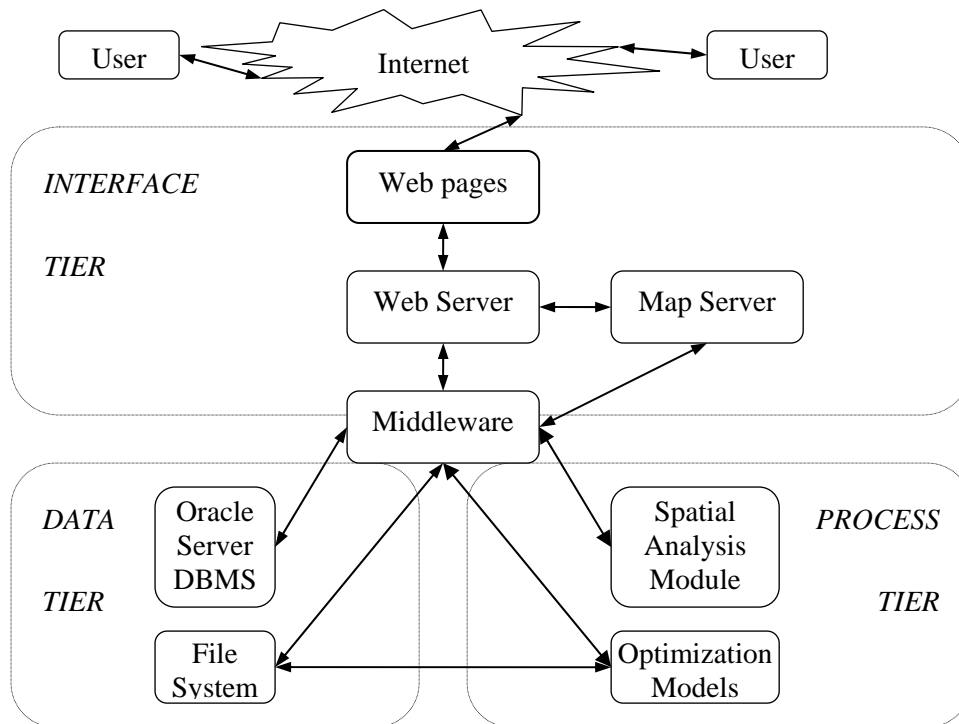 User
Internet
User
INTERFACE
TIER
Web pages
Web Server
Map Server
Middleware
DATA
TIER
Oracle
Server
DBMS
File
System
Spatial
Analysis
Module
PROCESS
TIER
Optimization
Models